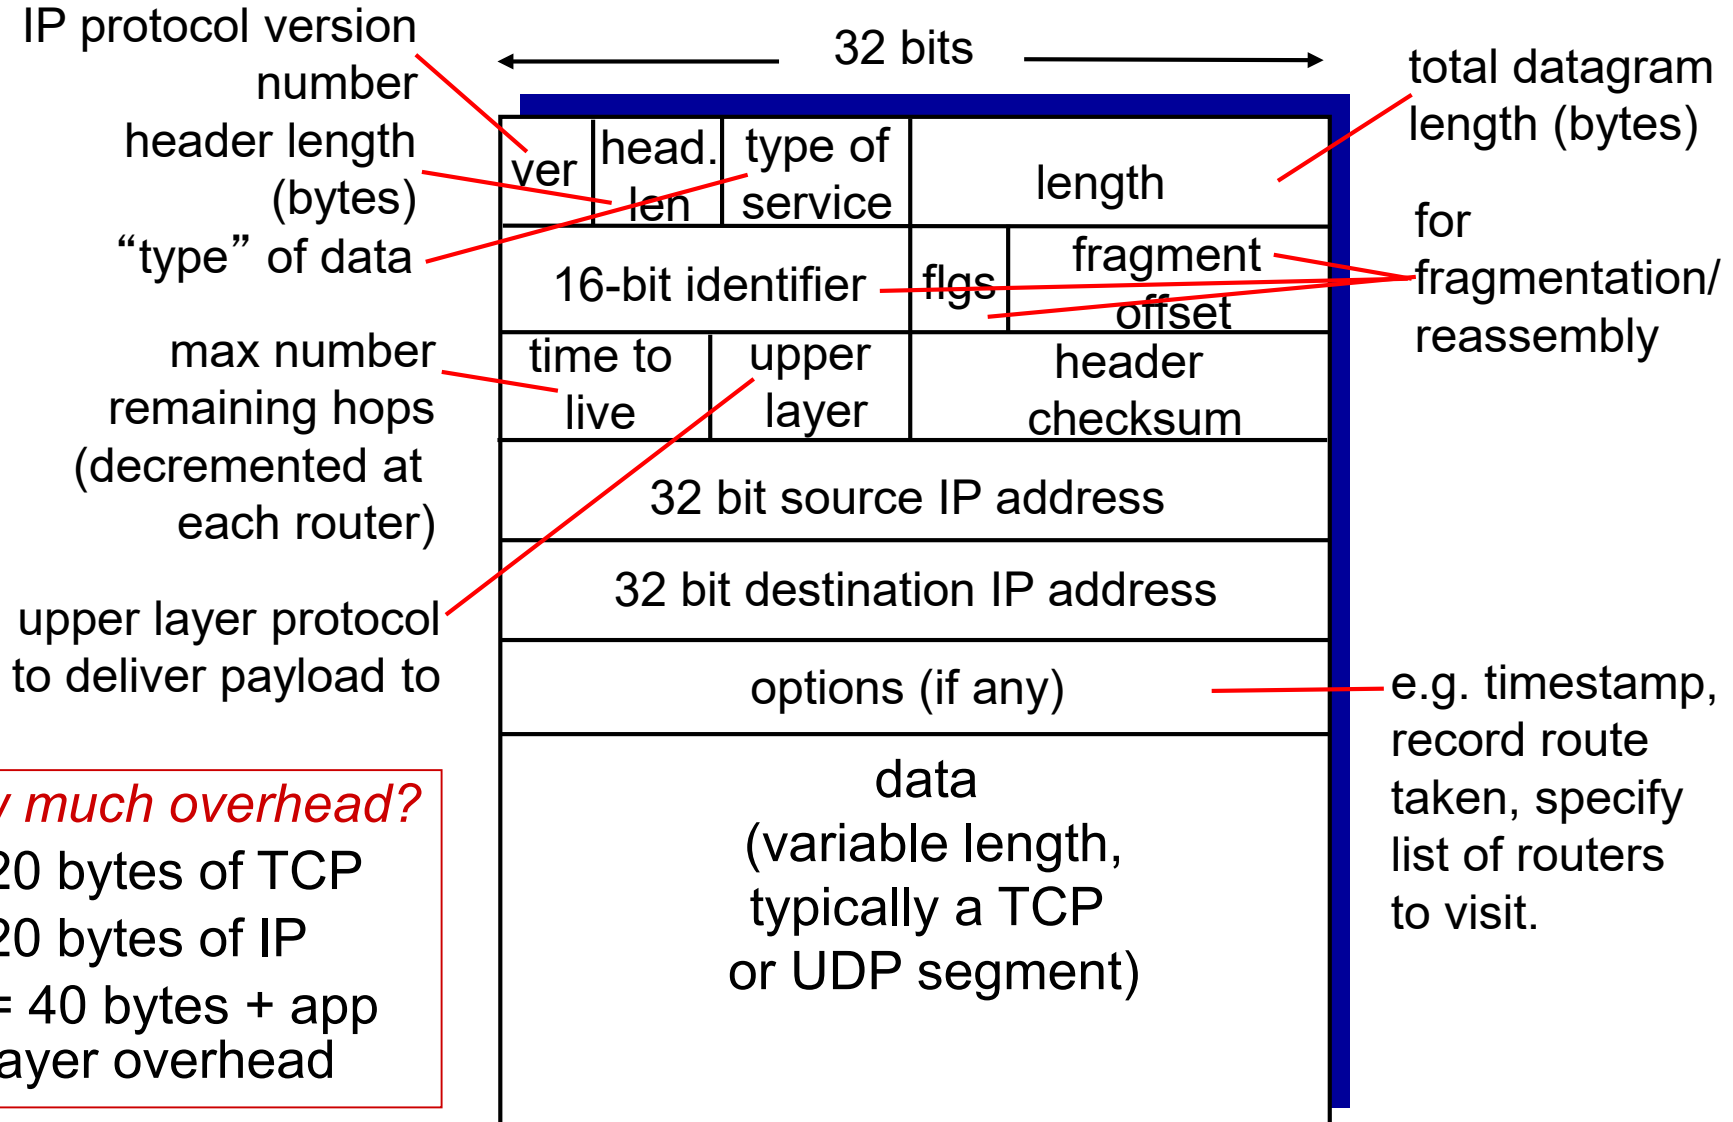 IP protocol version
number
header length
(bytes)
“type” of data
max number
remaining hops
(decremented at
each router)
upper layer protocol
to deliver payload to
32 bits
ver
head.
len
type of
service
length
16-bit identifier
flgs
fragment
offset
time to
live
upper
layer
header
checksum
32 bit source IP address
32 bit destination IP address
options (if any)
data
(variable length,
typically a TCP
or UDP segment)
total datagram
length (bytes)
for
fragmentation/
reassembly
e.g. timestamp,
record route
taken, specify
list of routers
to visit.
much overhead?
20 bytes of TCP
20 bytes of IP
= 40 bytes + app
ayer overhead